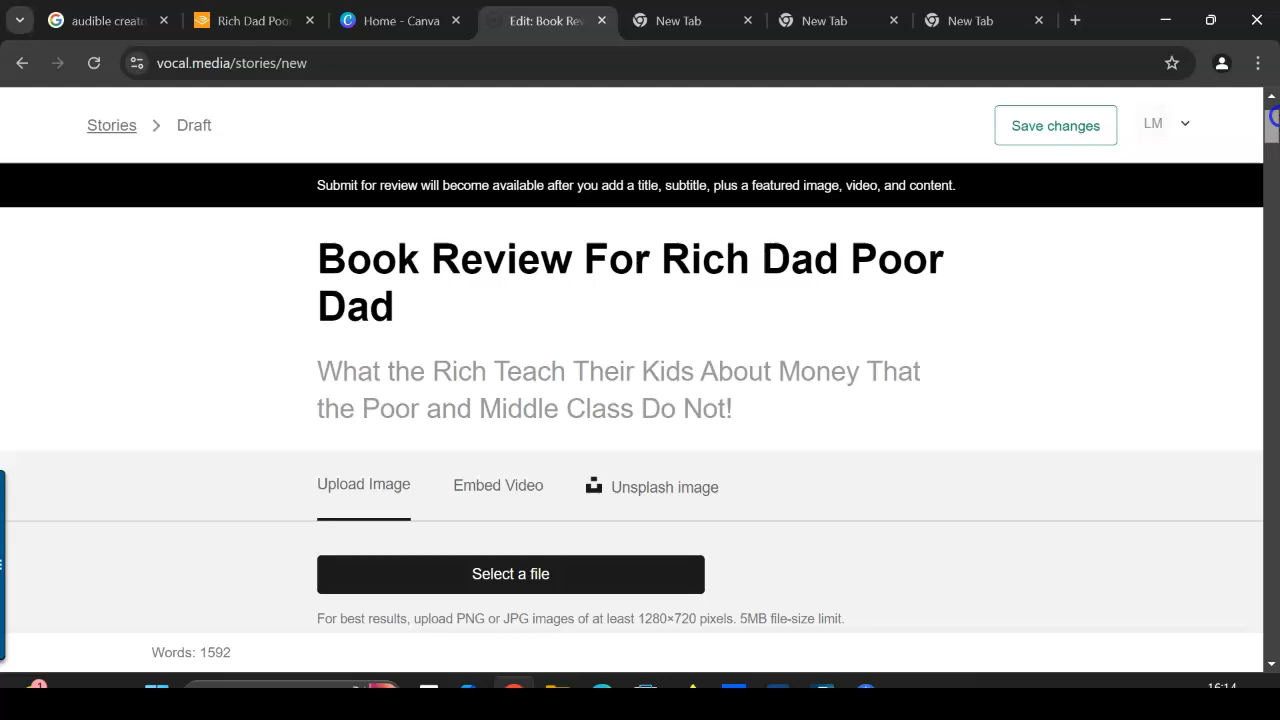 audible creato
Rich Dad Poor
Home - Canva
Edit: Book Rev
New Tab
New Tab
New Tab
vocal.media/stories/new
Stories
Draft
Save changes
LM
Submit for review will become available after you add a title, subtitle, plus a featured image, video, and content.
Book Review For Rich Dad Poor
Dad
What the Rich Teach Their Kids About Money That
the Poor and Middle Class Do Not!
Upload Image
Embed Video
Unsplash image
Select a file
For best results, upload PNG or JPG images of at least 1280×720 pixels. 5MB file-size limit.
Words: 1592
1
16:14